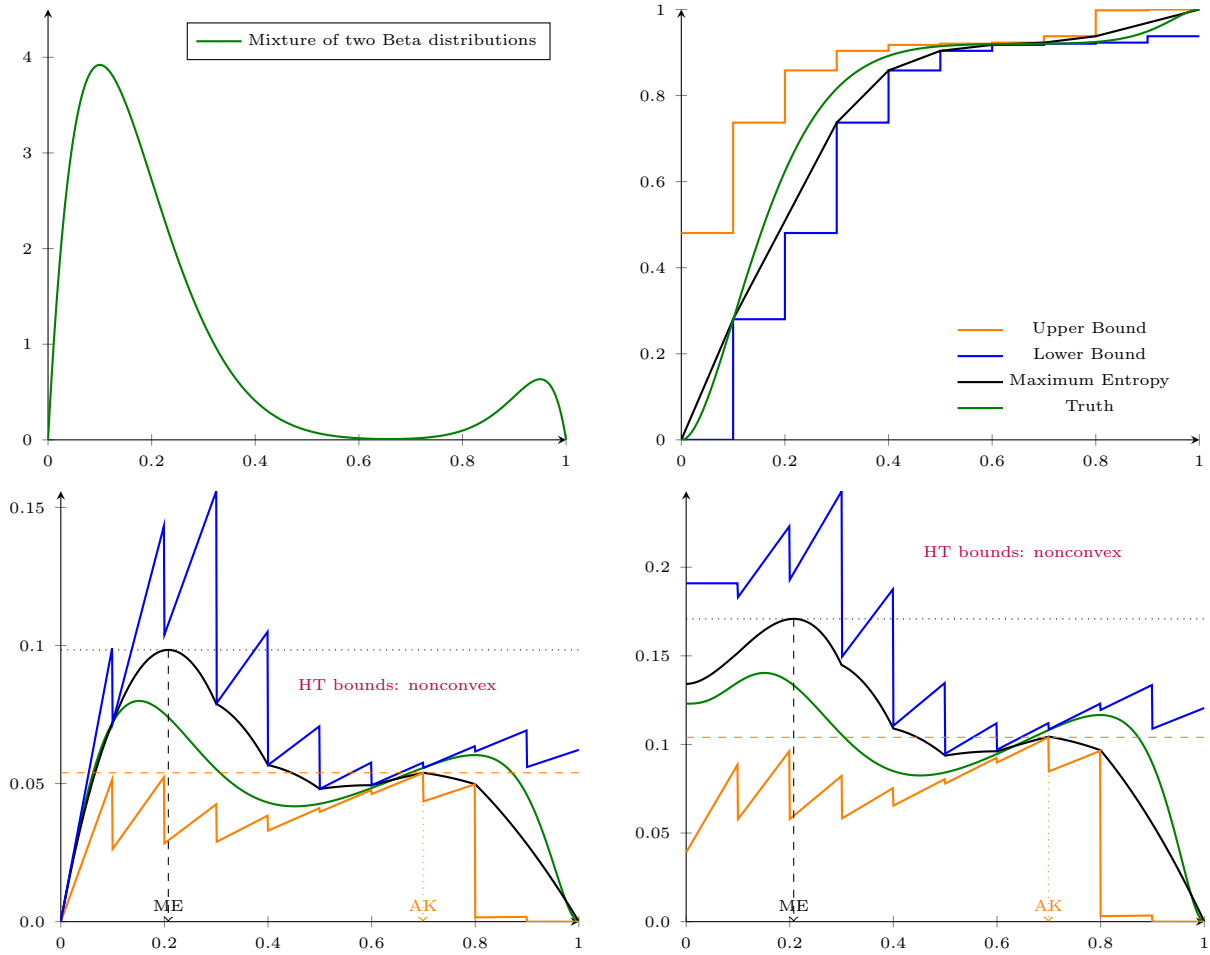 Mixture of two Beta distributions
4
3
2
1
0
0 0.2 0.4 0.6 0.8 1
1
0.8
0.6
0.4
0.2
0
Upper Bound
Lower Bound
Maximum Entropy
Truth
0 0.2 0.4 0.6 0.8 1
0.15
0.1
HT bounds: nonconvex
0.05
ME AK
0.0
0 0.2 0.4 0.6 0.8 1
HT bounds: nonconvex
0.2
0.15
0.1
0.05
ME AK
0.0
0 0.2 0.4 0.6 0.8 1